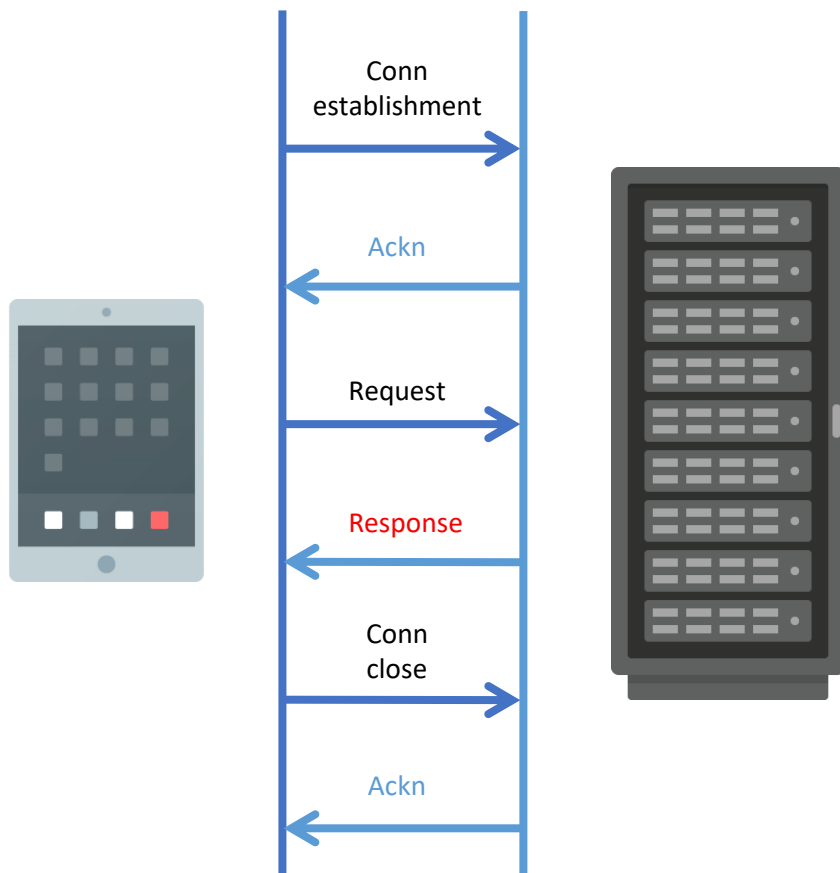 Conn
establishment
Ackn
Request
Response
Conn
close
Ackn